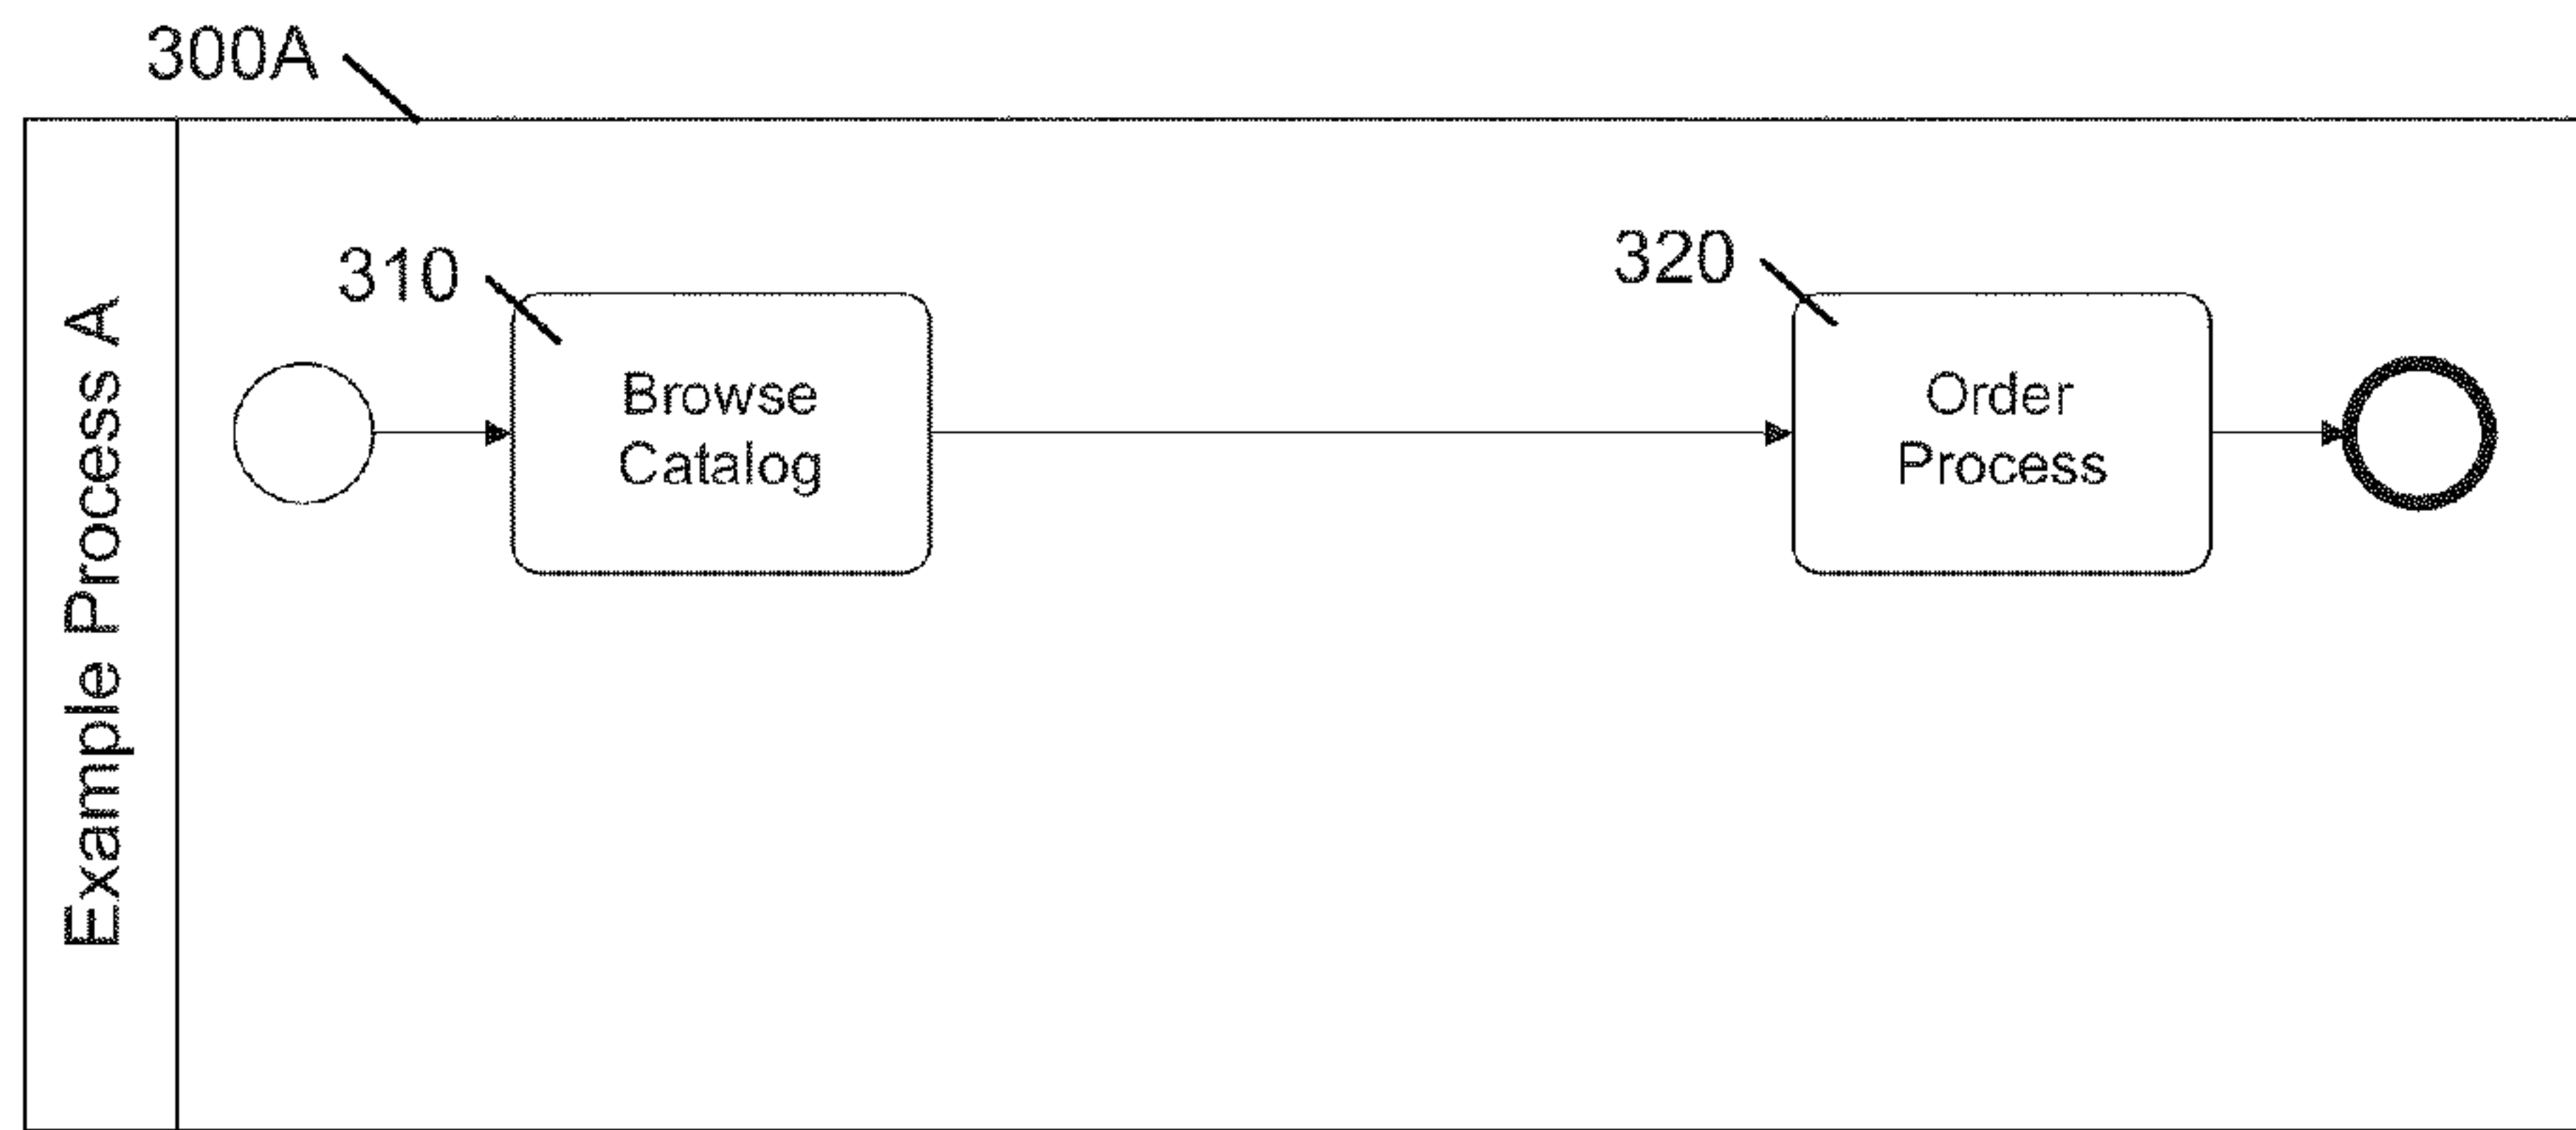 300A
Example Process A
310
Browse
Catalog
320
Order
Process